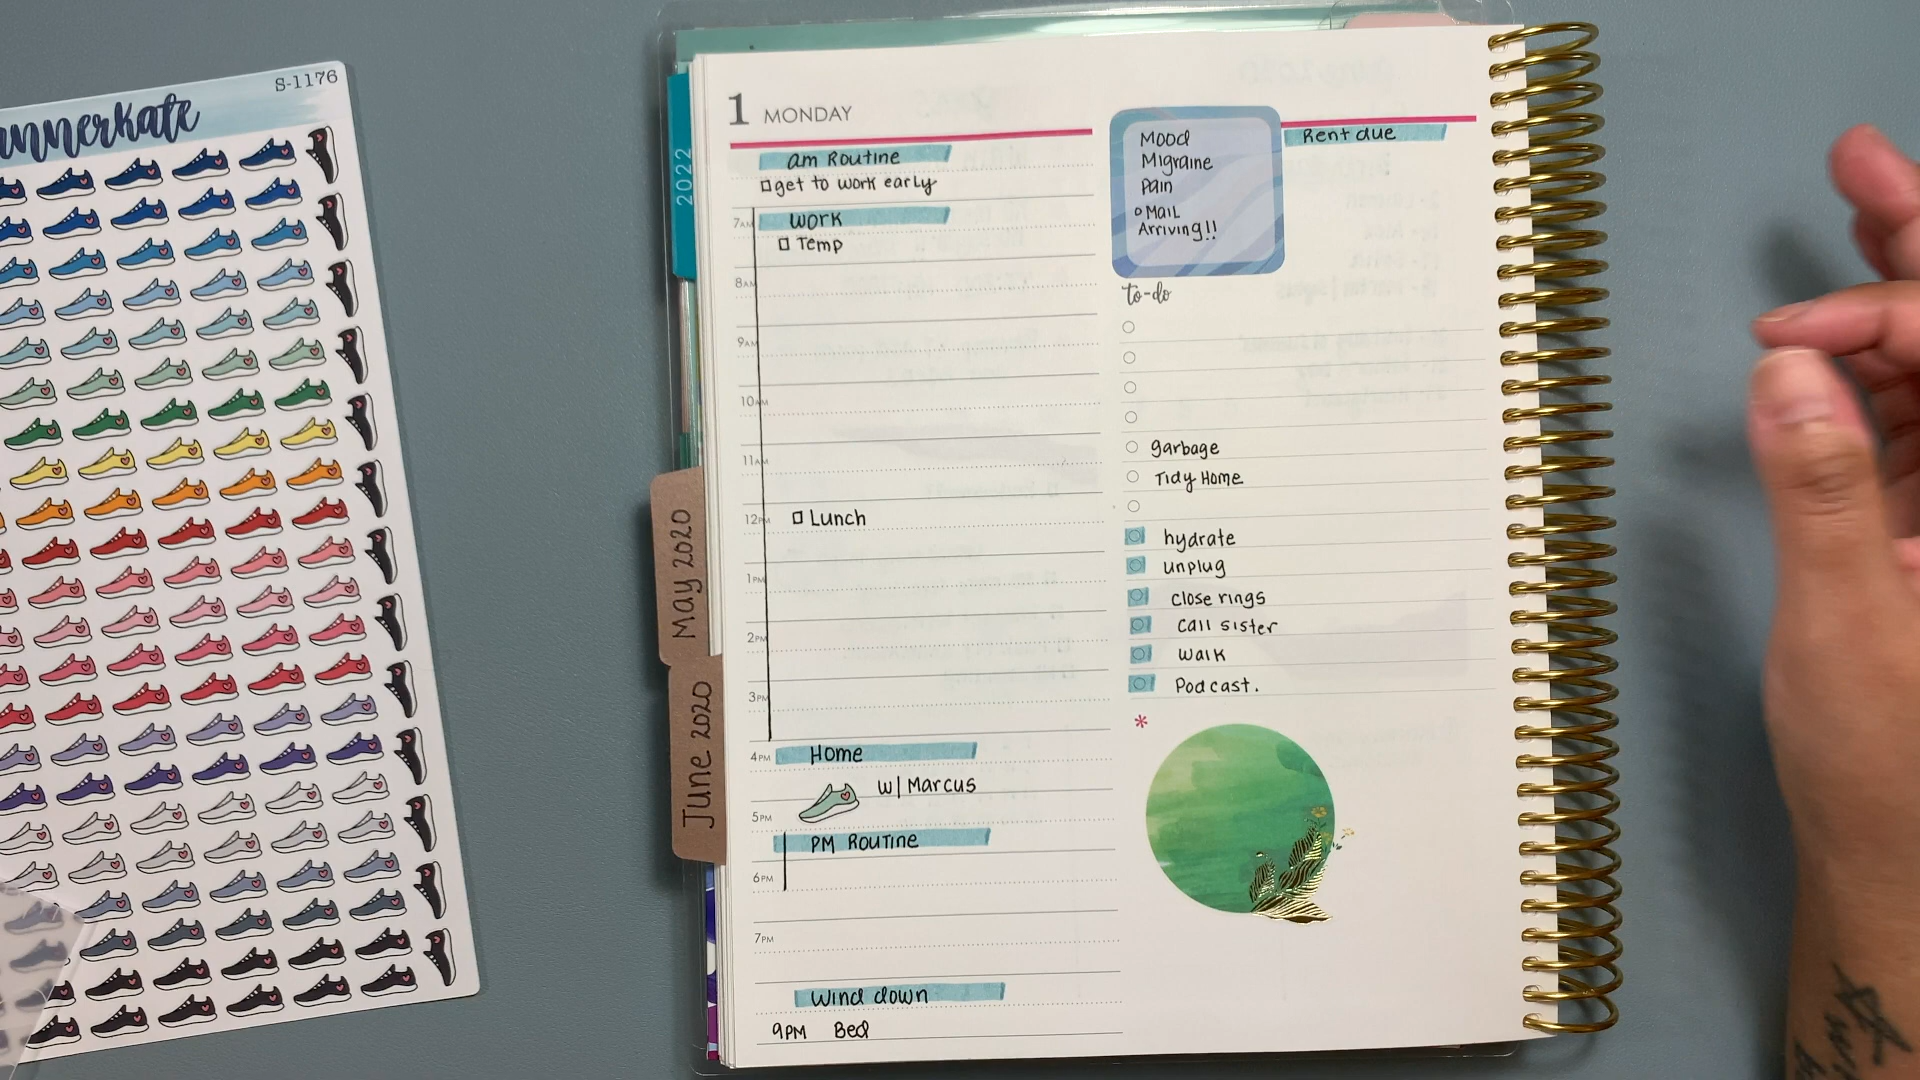 S-1176
nnerkate
2022
May 2020
June 2020
1 MONDAY
am Routine
get to work early
7AM
work
Temp
8AM
9AM
10AM
11AM
12PM
Lunch
1PM
2PM
3PM
4PM
Home
w/ Marcus
5PM
PM Routine
6PM
7PM
Wind down
9PM Bed
Mood
Migraine
Pain
Mail
Arriving!!
Rent due
to-do
garbage
Tidy Home
hydrate
unplug
close rings
call sister
walk
Podcast.
*